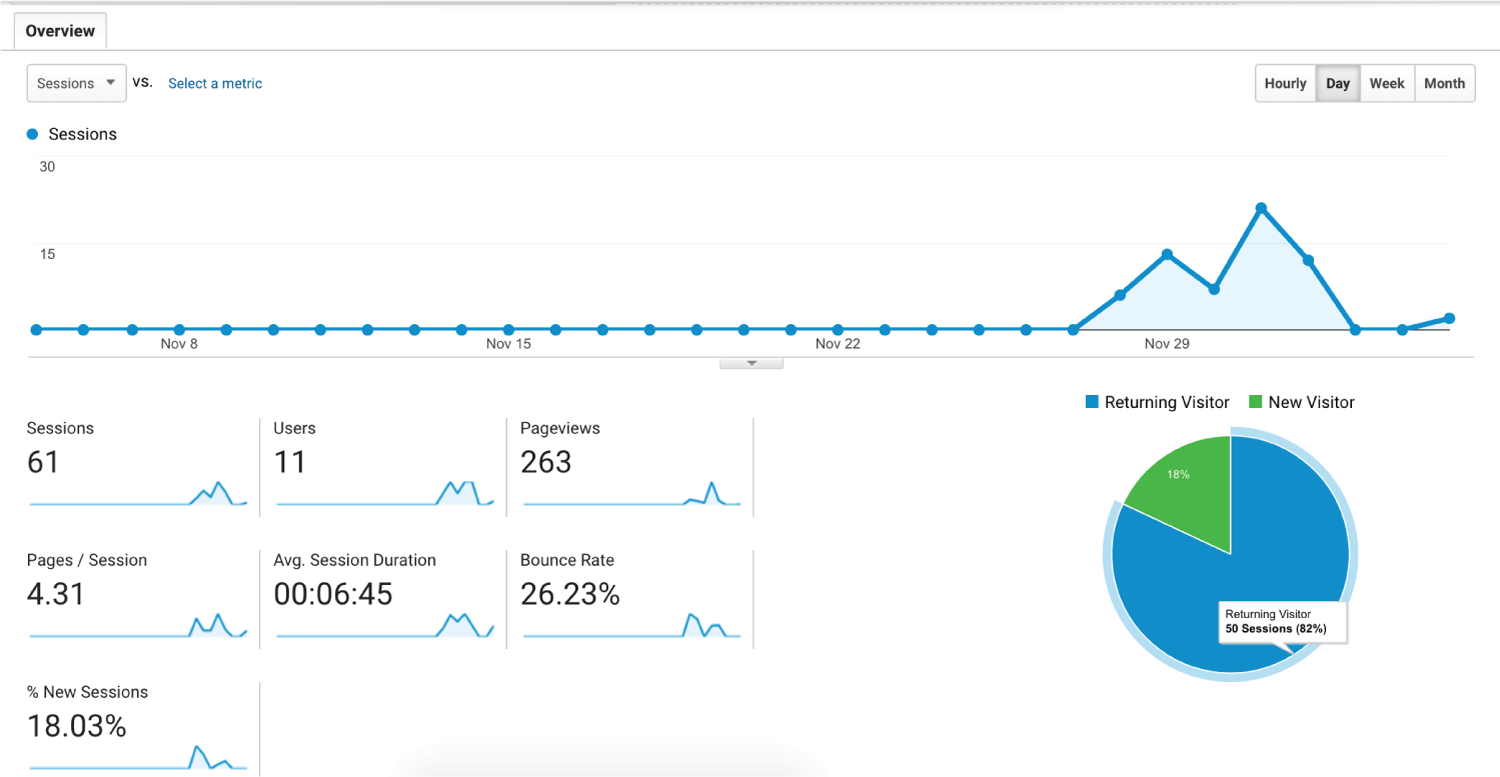 Overview
Sessions vs. Select a metric
Hourly Day Week Month
Sessions
30
15
Nov 8 Nov 15 Nov 22 Nov 29
Returning Visitor New Visitor
Sessions Users Pageviews
61 11 263
18%
Pages / Session Avg. Session Duration Bounce Rate
4.31 00:06:45 26.23%
Returning Visitor
50 Sessions (82%)
% New Sessions
18.03%